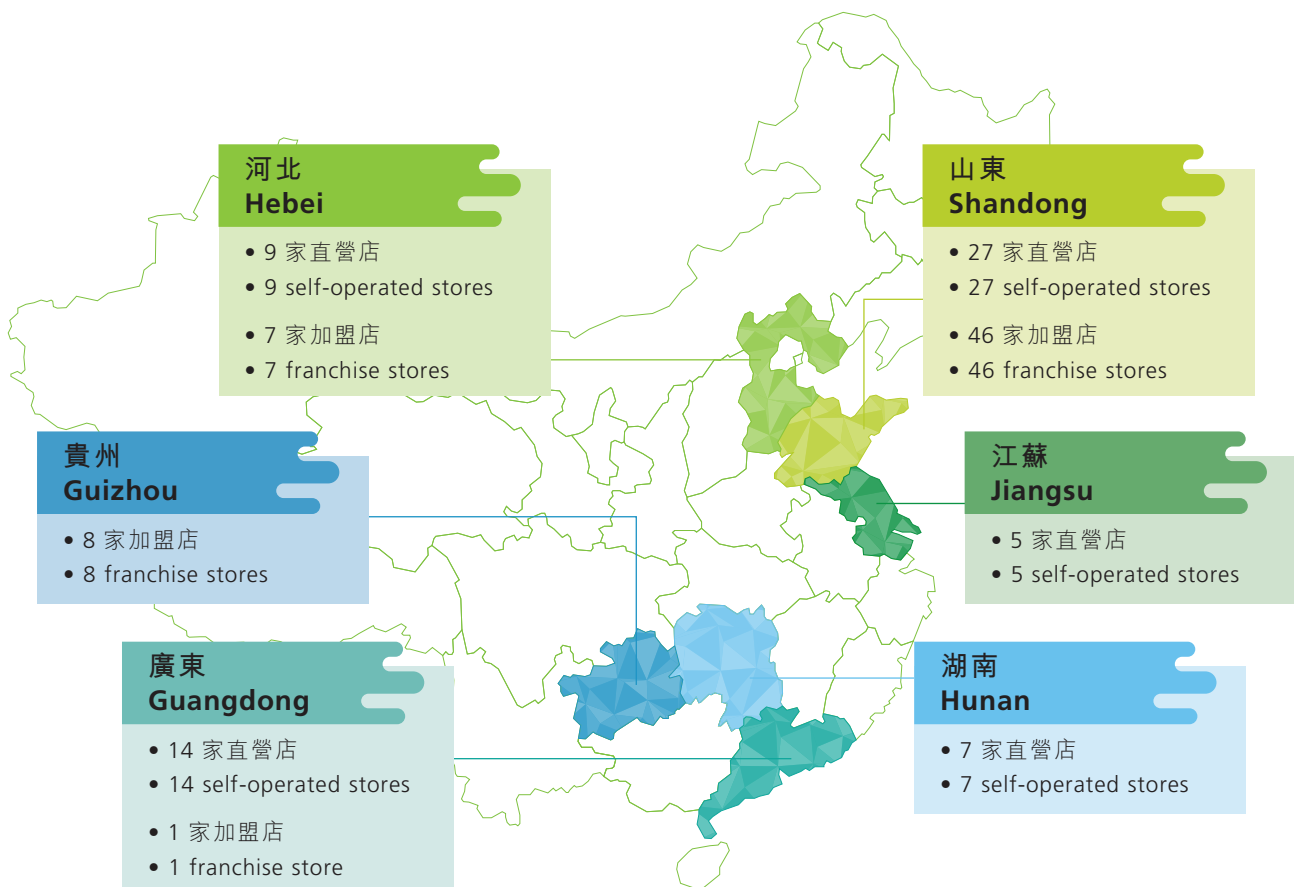 河北
Hebei
• 9 家直營店
• 9 self-operated stores
• 7 家加盟店
• 7 franchise stores
山東
Shandong
• 27 家直營店
• 27 self-operated stores
• 46 家加盟店
• 46 franchise stores
貴州
Guizhou
• 8 家加盟店
• 8 franchise stores
江蘇
Jiangsu
• 5 家直營店
• 5 self-operated stores
廣東
Guangdong
• 14 家直營店
• 14 self-operated stores
• 1 家加盟店
• 1 franchise store
湖南
Hunan
• 7 家直營店
• 7 self-operated stores